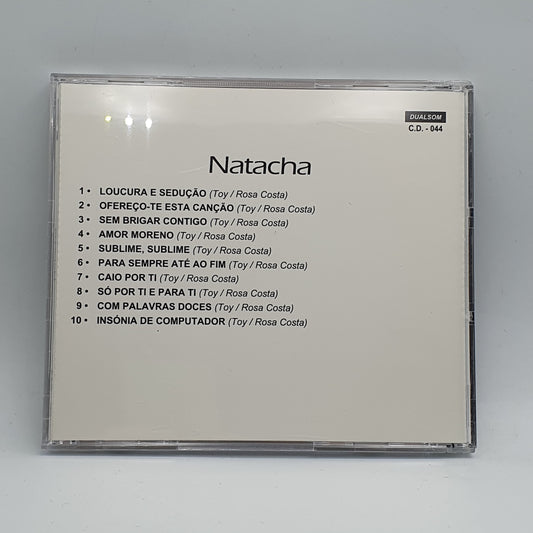 DUALSOM
C.D. - 044
Natacha
1 • LOUCURA E SEDUÇÃO (Toy / Rosa Costa)
2 • OFEREÇO-TE ESTA CANÇÃO (Toy / Rosa Costa)
3 • SEM BRIGAR CONTIGO (Toy / Rosa Costa)
4 • AMOR MORENO (Toy / Rosa Costa)
5 • SUBLIME, SUBLIME (Toy / Rosa Costa)
6 • PARA SEMPRE ATÉ AO FIM (Toy / Rosa Costa)
7 • CAIO POR TI (Toy / Rosa Costa)
8 • SÓ POR TI E PARA TI (Toy / Rosa Costa)
9 • COM PALAVRAS DOCES (Toy / Rosa Costa)
10 • INSÓNIA DE COMPUTADOR (Toy / Rosa Costa)